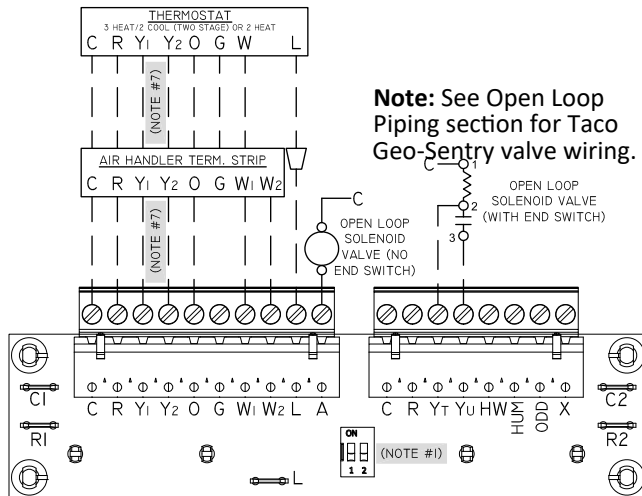 THERMOSTAT
3 HEAT/2 COOL (TWO STAGE) OR 2 HEAT
C R Y1 Y2 O G W L
(NOTE #7)
Note: See Open Loop
Piping section for Taco
Geo-Sentry valve wiring.
AIR HANDLER TERM. STRIP
C R Y1 Y2 O G W1 W2
(NOTE #7)
C
OPEN LOOP
SOLENOID
VALVE (NO
END SWITCH)
C
1
2
3
OPEN LOOP
SOLENOID VALVE
(WITH END SWITCH)
C R Y1 Y2 O G W1 W2 L A
C R YT YU HW HUM ODD X
C1
R1
C2
R2
ON
1 2
(NOTE #1)
L